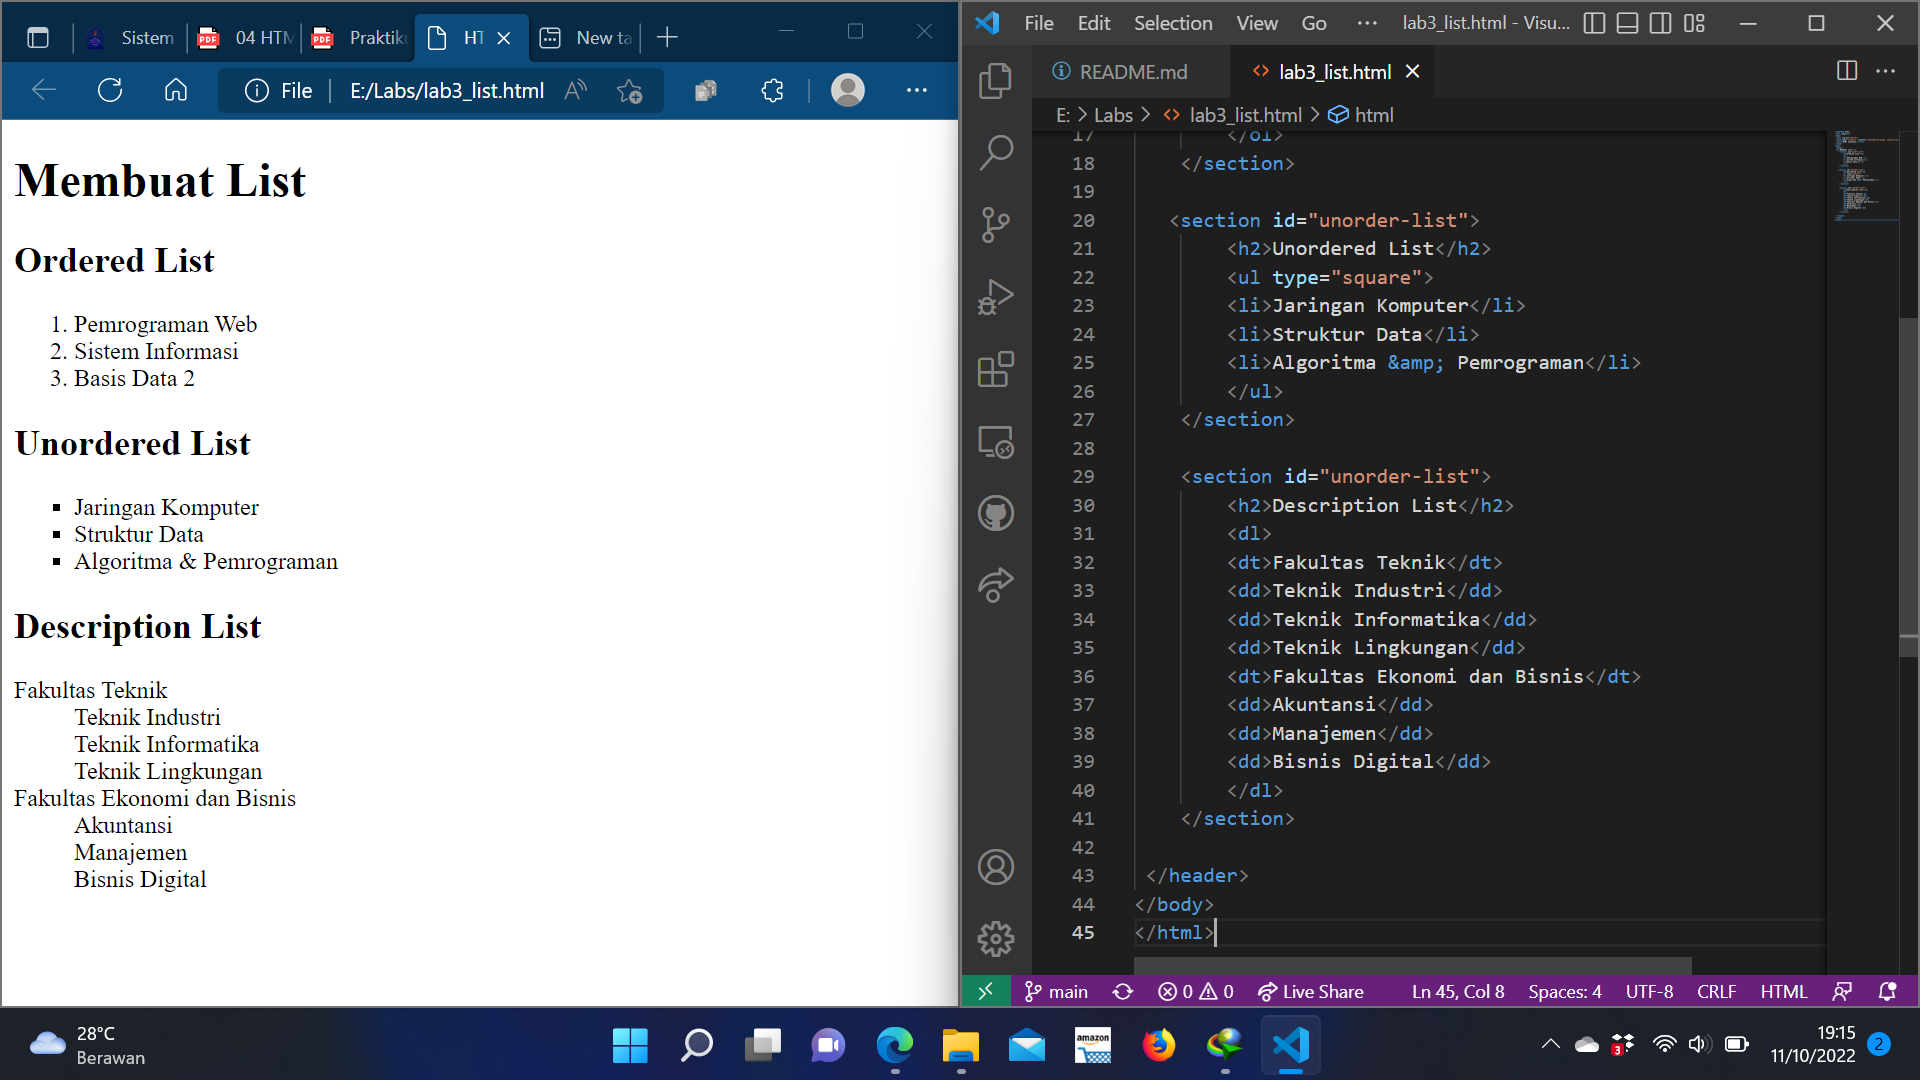 Sistem
04 HTM
Praktik
HT
New ta
File
E:/Labs/lab3_list.html
Membuat List
Ordered List
1. Pemrograman Web
2. Sistem Informasi
3. Basis Data 2
Unordered List
Jaringan Komputer
Struktur Data
Algoritma & Pemrograman
Description List
Fakultas Teknik
Teknik Industri
Teknik Informatika
Teknik Lingkungan
Fakultas Ekonomi dan Bisnis
Akuntansi
Manajemen
Bisnis Digital
File Edit Selection View Go ··· lab3_list.html - Visu...
README.md
lab3_list.html
E: > Labs > lab3_list.html > html
17 </ol>
18 </section>
19
20 <section id="unorder-list">
21 <h2>Unordered List</h2>
22 <ul type="square">
23 <li>Jaringan Komputer</li>
24 <li>Struktur Data</li>
25 <li>Algoritma &amp; Pemrograman</li>
26 </ul>
27 </section>
28
29 <section id="unorder-list">
30 <h2>Description List</h2>
31 <dl>
32 <dt>Fakultas Teknik</dt>
33 <dd>Teknik Industri</dd>
34 <dd>Teknik Informatika</dd>
35 <dd>Teknik Lingkungan</dd>
36 <dt>Fakultas Ekonomi dan Bisnis</dt>
37 <dd>Akuntansi</dd>
38 <dd>Manajemen</dd>
39 <dd>Bisnis Digital</dd>
40 </dl>
41 </section>
42
43 </header>
44 </body>
45 </html>
main 0 0 Live Share Ln 45, Col 8 Spaces: 4 UTF-8 CRLF HTML
28°C
Berawan
amazon
3
19:15
11/10/2022
2